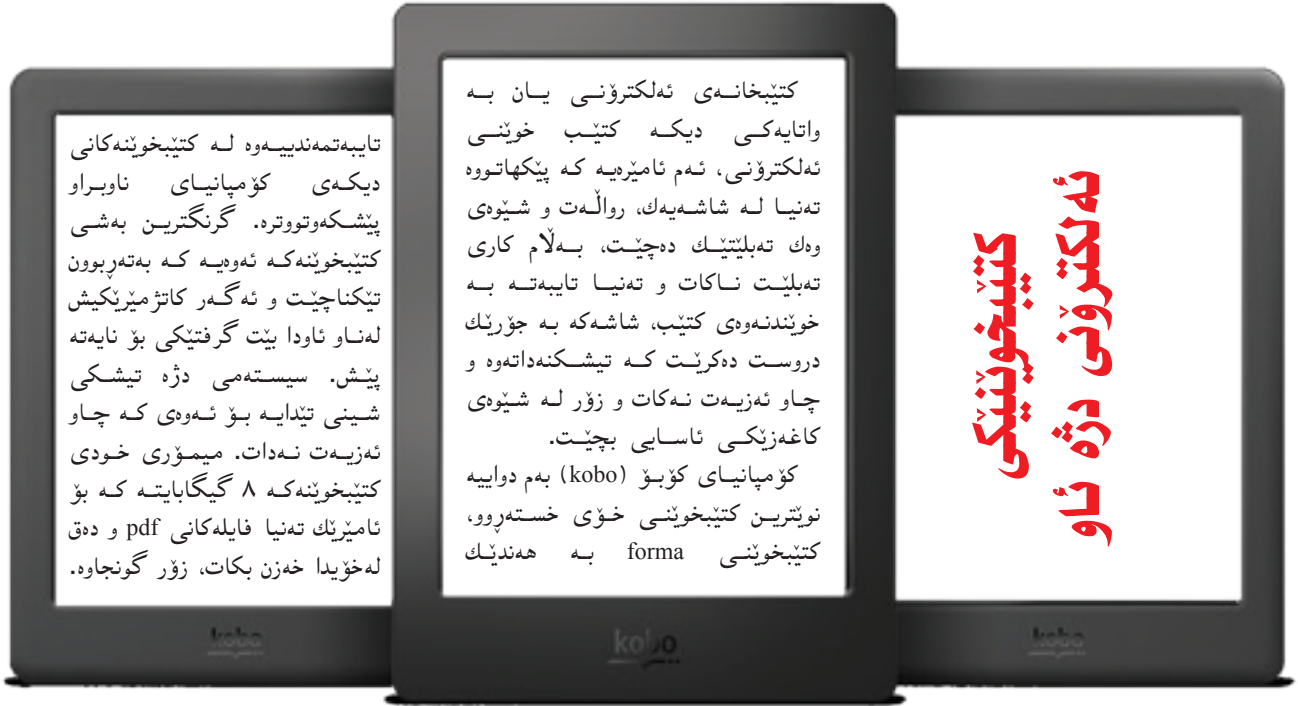 کتێبخوێنێکی
ئەلکترۆنی دژە ئاو
کتێبخانەی ئەلکترۆنی یان بە
واتایەکی دیکە کتێب خوێنی
ئەلکترۆنی، ئەم ئامێرەیە کە پێکهاتووە
تەنیا لە شاشەیەك، رواڵەت و شێوەی
وەك تەبلێتێك دەچێت، بەڵام کاری
تەبلێت ناکات و تەنیا تایبەتە بە
خوێندنەوەی کتێب، شاشەکە بە جۆرێك
دروست دەکرێت کە تیشکنەداتەوە و
چاو ئەزیەت نەکات و زۆر لە شێوەی
کاغەزێکی ئاسایی بچێت.
کۆمپانیای کۆبۆ (kobo) بەم دواییە
نوێترین کتێبخوێنی خۆی خستەڕوو،
کتێبخوێنی forma بە هەندێك
تایبەتمەندییەوە لە کتێبخوێنەکانی
دیکەی کۆمپانیای ناوبراو
پێشکەوتووترە. گرنگترین بەشی
کتێبخوێنەکە ئەوەیە کە بەتەڕبوون
تێکناچێت و ئەگەر کاتژمێرێکیش
لەناو ئاودا بێت گرفتێکی بۆ نایەتە
پێش. سیستەمی دژە تیشکی
شینی تێدایە بۆ ئەوەی کە چاو
ئەزیەت نەدات. میمۆری خودی
کتێبخوێنەکە ٨ گیگابایتە کە بۆ
ئامێرێك تەنیا فایلەکانی pdf و دەق
لەخۆیدا خەزن بکات، زۆر گونجاوە.
kobo
kobo
kobo